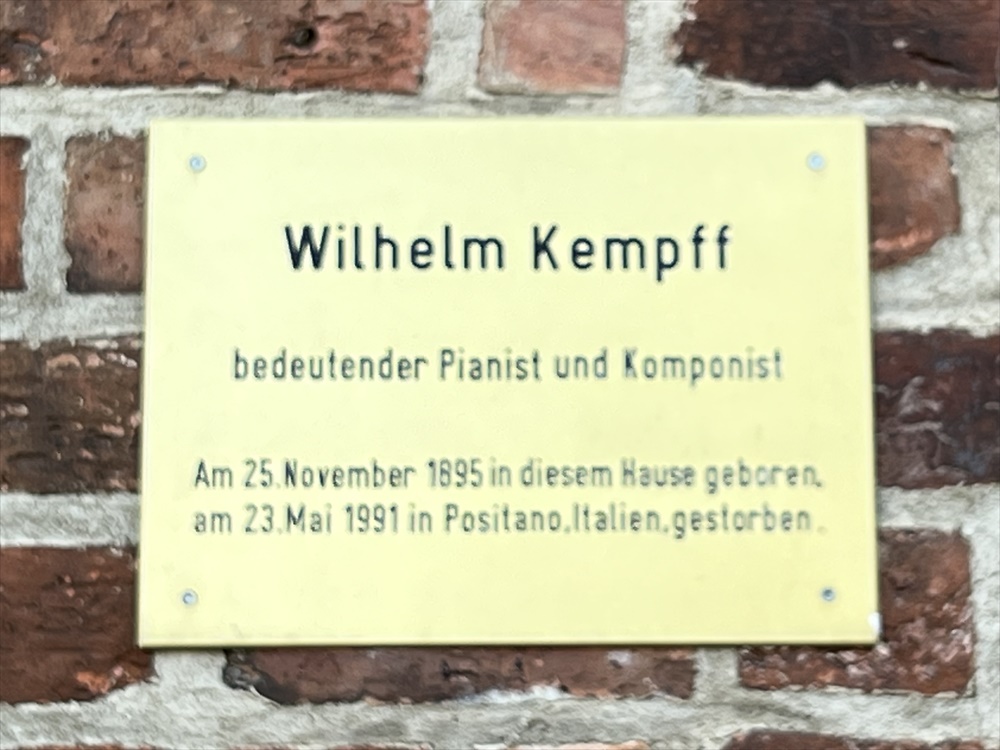 Wilhelm Kempff
bedeutender Pianist und Komponist
Am 25.November 1895 in diesem Hause geboren,
am 23.Mai 1991 in Positano,Italien,gestorben.